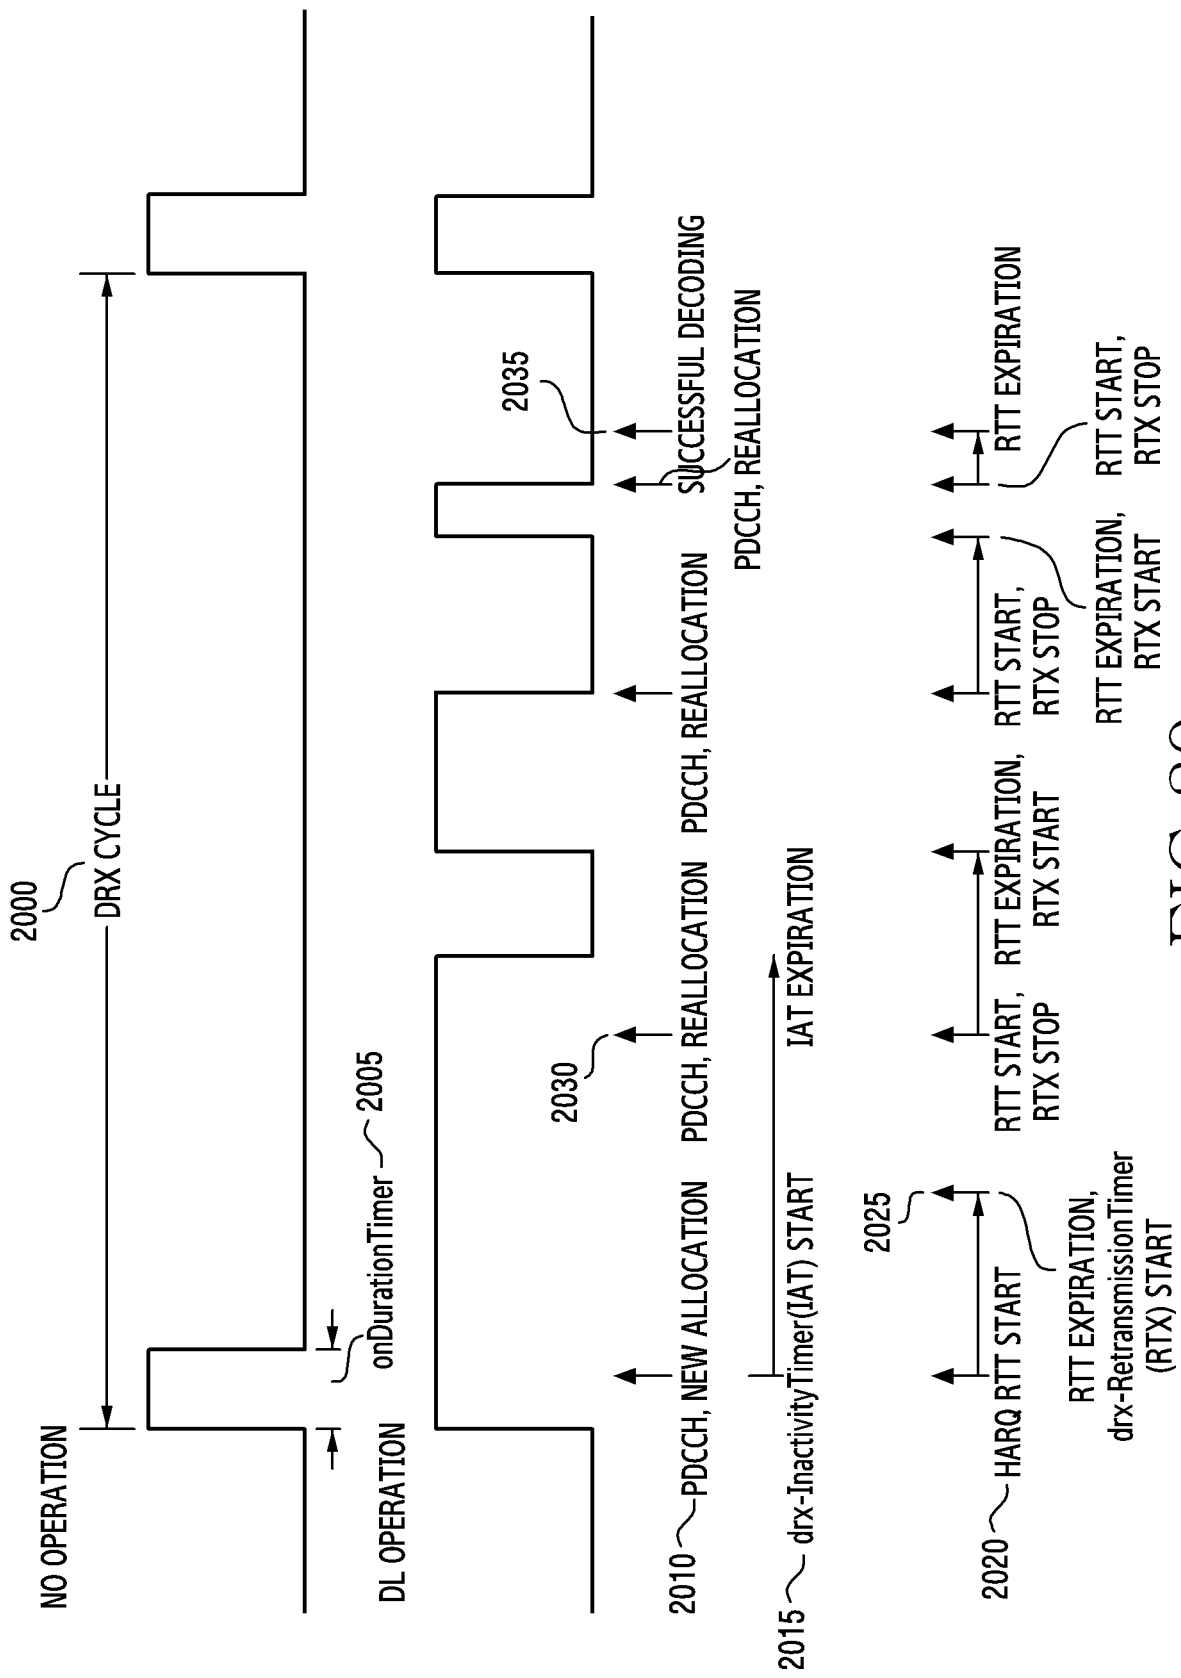 2000
NO OPERATION
DRX CYCLE
onDurationTimer
2005
DL OPERATION
2030
2035
2010
PDCCH, NEW ALLOCATION
PDCCH, REALLOCATION
PDCCH, REALLOCATION
SUCCESSFUL DECODING
PDCCH, REALLOCATION
2015
drx-InactivityTimer(IAT) START
IAT EXPIRATION
2025
2020
HARQ RTT START
RTT EXPIRATION,
drx-RetransmissionTimer
(RTX) START
RTT START,
RTX STOP
RTT EXPIRATION,
RTX START
RTT START,
RTX STOP
RTT EXPIRATION,
RTX START
RTT EXPIRATION
RTT START,
RTX STOP